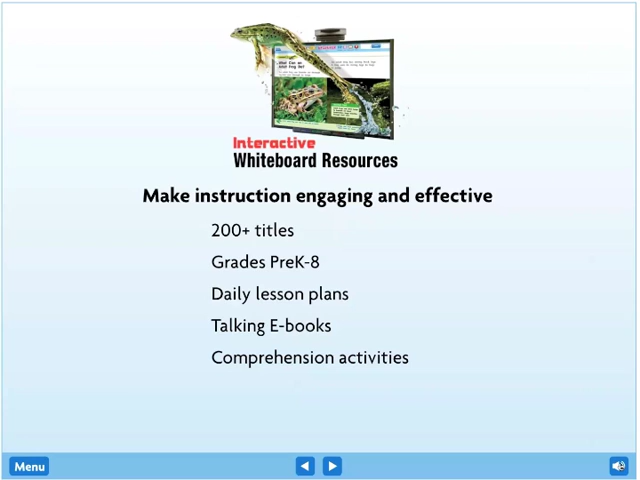 Interactive
Whiteboard Resources
Make instruction engaging and effective
200+ titles
Grades PreK-8
Daily lesson plans
Talking E-books
Comprehension activities
Menu